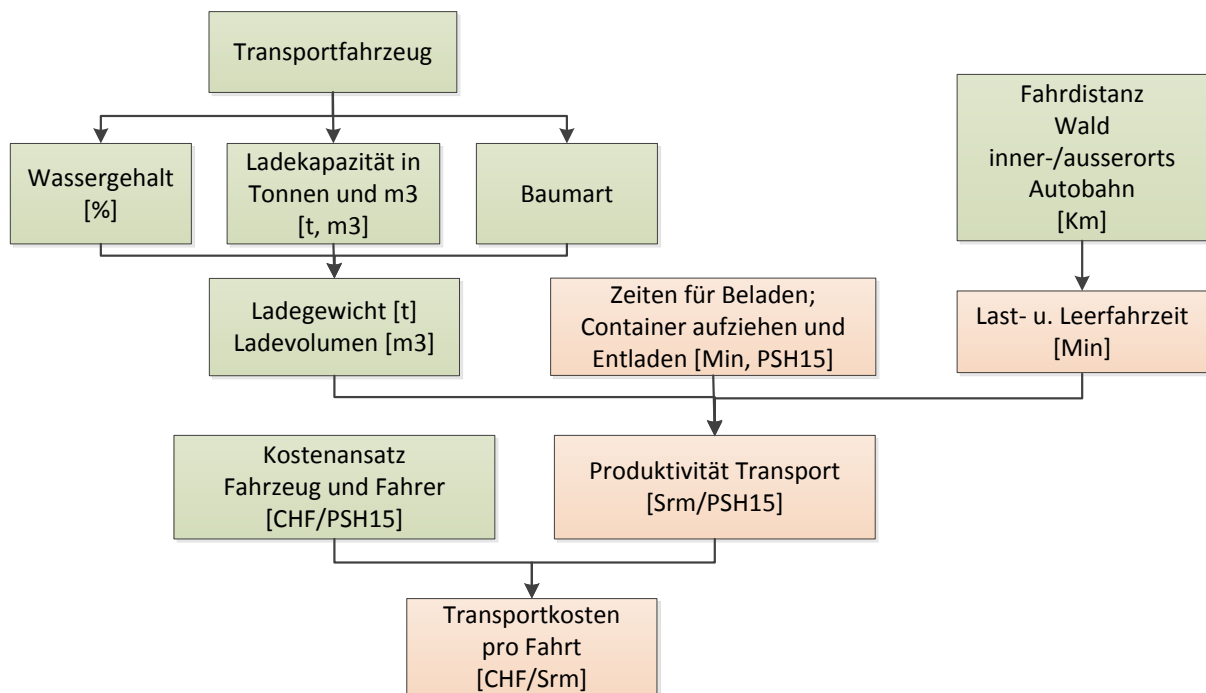 Transportfahrzeug
Wassergehalt
[%]
Ladekapazität in
Tonnen und m3
[t, m3]
Baumart
Fahrdistanz
Wald
inner-/ausserorts
Autobahn
[Km]
Ladegewicht [t]
Ladevolumen [m3]
Zeiten für Beladen;
Container aufziehen und
Entladen [Min, PSH15]
Last- u. Leerfahrzeit
[Min]
Kostenansatz
Fahrzeug und Fahrer
[CHF/PSH15]
Produktivität Transport
[Srm/PSH15]
Transportkosten
pro Fahrt
[CHF/Srm]